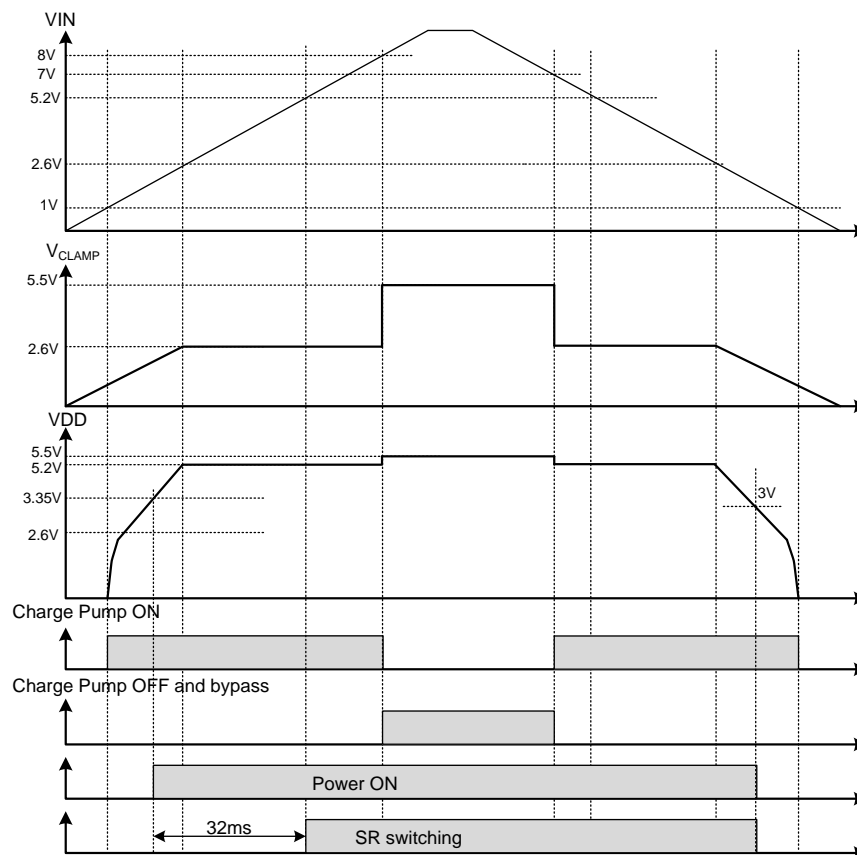 VIN
8V
7V
5.2V
2.6V
1V
VCLAMP
5.5V
2.6V
VDD
5.5V
5.2V
3.35V
3V
2.6V
Charge Pump ON
Charge Pump OFF and bypass
Power ON
32ms
SR switching